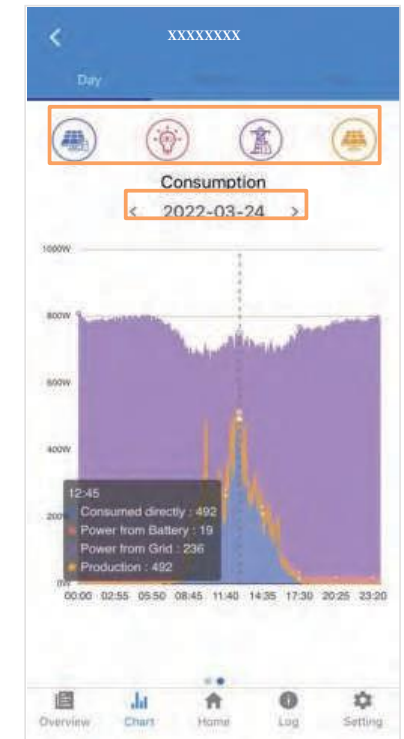 xxxxxxxx
Day
Consumption
< 2022-03-24 >
1000W
800W
600W
400W
200W
0W
12:45
Consumed directly : 492
Power from Battery : 19
Power from Grid : 236
Production : 492
00:00 02:55 05:50 08:45 11:40 14:35 17:30 20:25 23:20
Overview Chart Home Log Setting